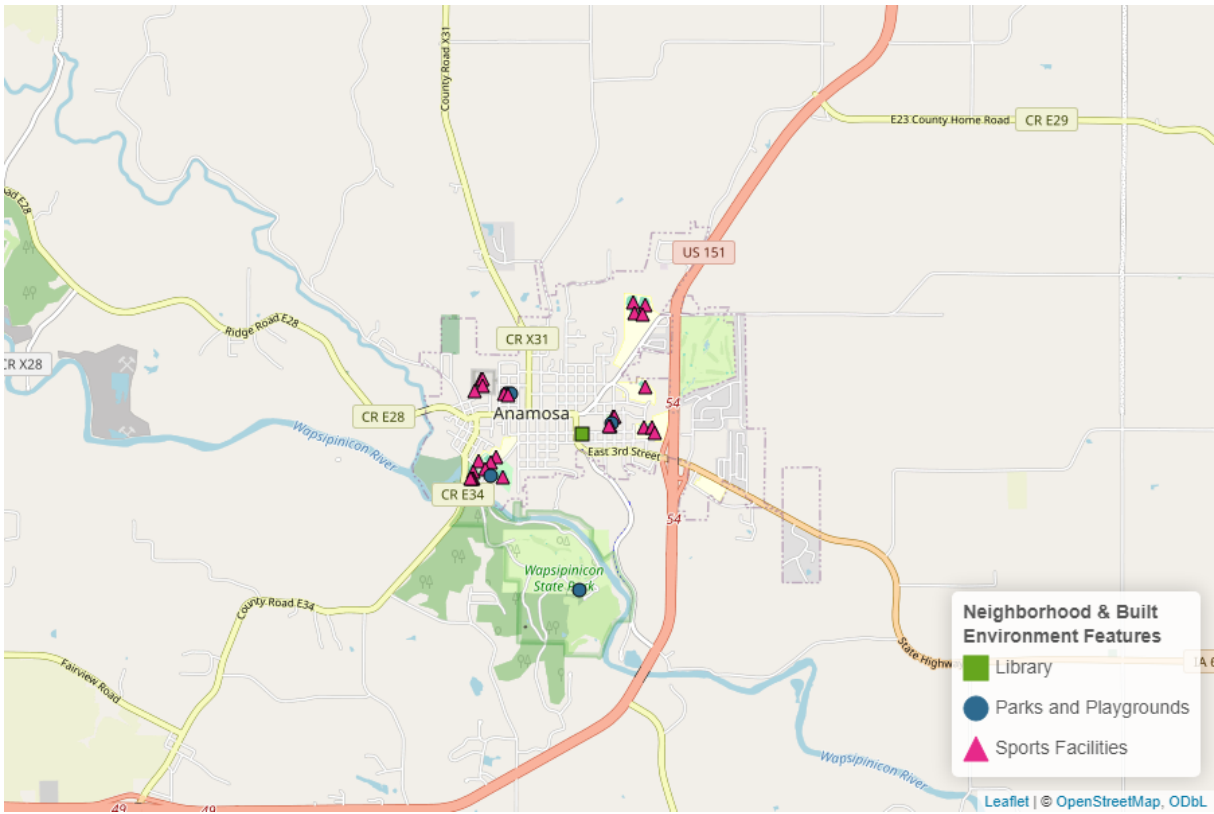 County Road X31
E23 County Home Road
CR E29
ad E28
US 151
Ridge Road E28
CR X31
CR X28
54
CR E28
Anamosa
Wapsipinicon River
East 3rd Street
CR E34
54
Wapsipinicon
State Park
County Road E34
State Highway
IA 6
Fairview Road
Wapsipinicon River
49
49
Neighborhood & Built
Environment Features
Library
Parks and Playgrounds
Sports Facilities
Leaflet | © OpenStreetMap, ODbL